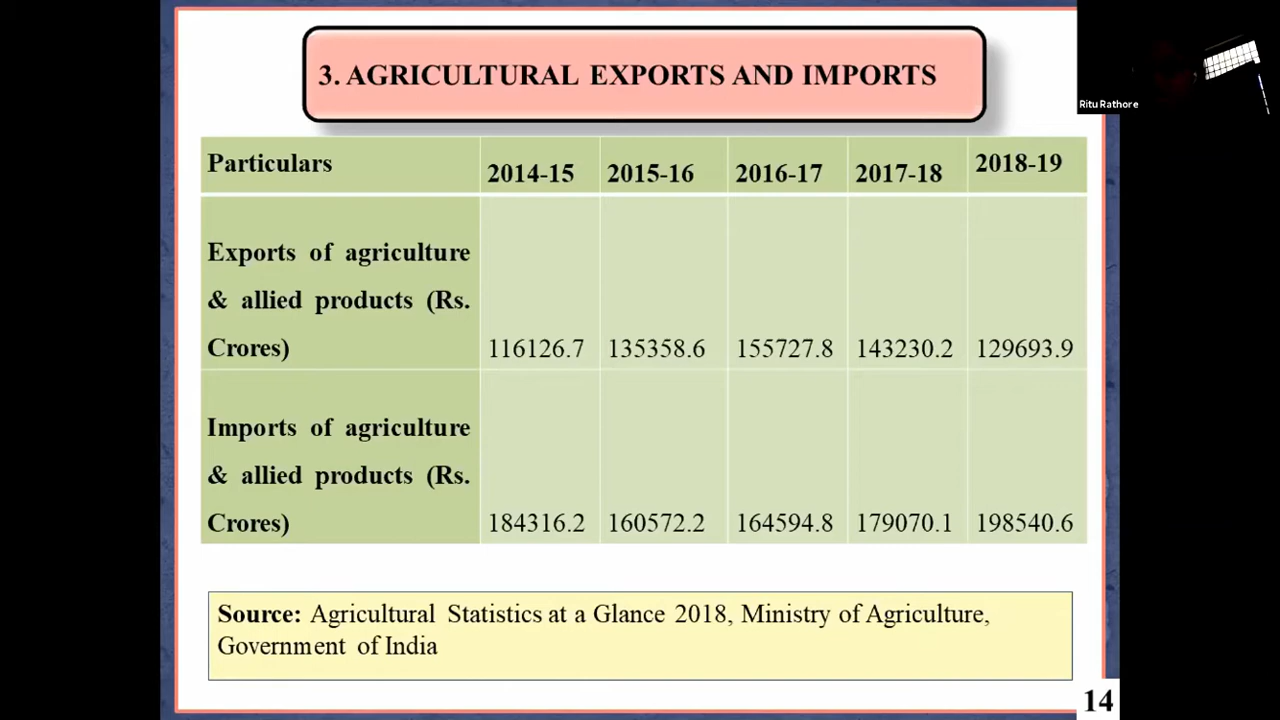 3. AGRICULTURAL EXPORTS AND IMPORTS
Ritu Rathore
Particulars 2014-15 2015-16 2016-17 2017-18 2018-19
Exports of agriculture
& allied products (Rs.
Crores) 116126.7 135358.6 155727.8 143230.2 129693.9
Imports of agriculture
& allied products (Rs.
Crores) 184316.2 160572.2 164594.8 179070.1 198540.6
Source: Agricultural Statistics at a Glance 2018, Ministry of Agriculture,
Government of India
14